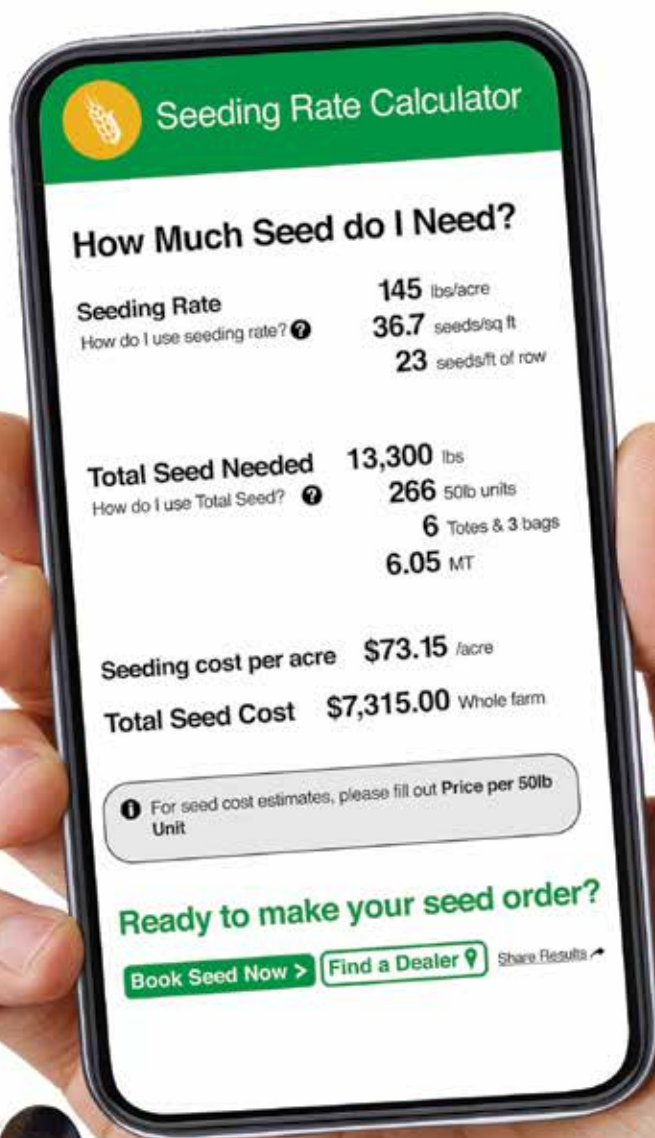 Seeding Rate Calculator
How Much Seed do I Need?
Seeding Rate 145 lbs/acre
How do I use seeding rate? ? 36.7 seeds/sq ft
23 seeds/ft of row
Total Seed Needed 13,300 lbs
How do I use Total Seed? ? 266 50lb units
6 Totes & 3 bags
6.05 MT
Seeding cost per acre $73.15 /acre
Total Seed Cost $7,315.00 Whole farm
For seed cost estimates, please fill out Price per 50lb
Unit
Ready to make your seed order?
Book Seed Now > Find a Dealer Share Results